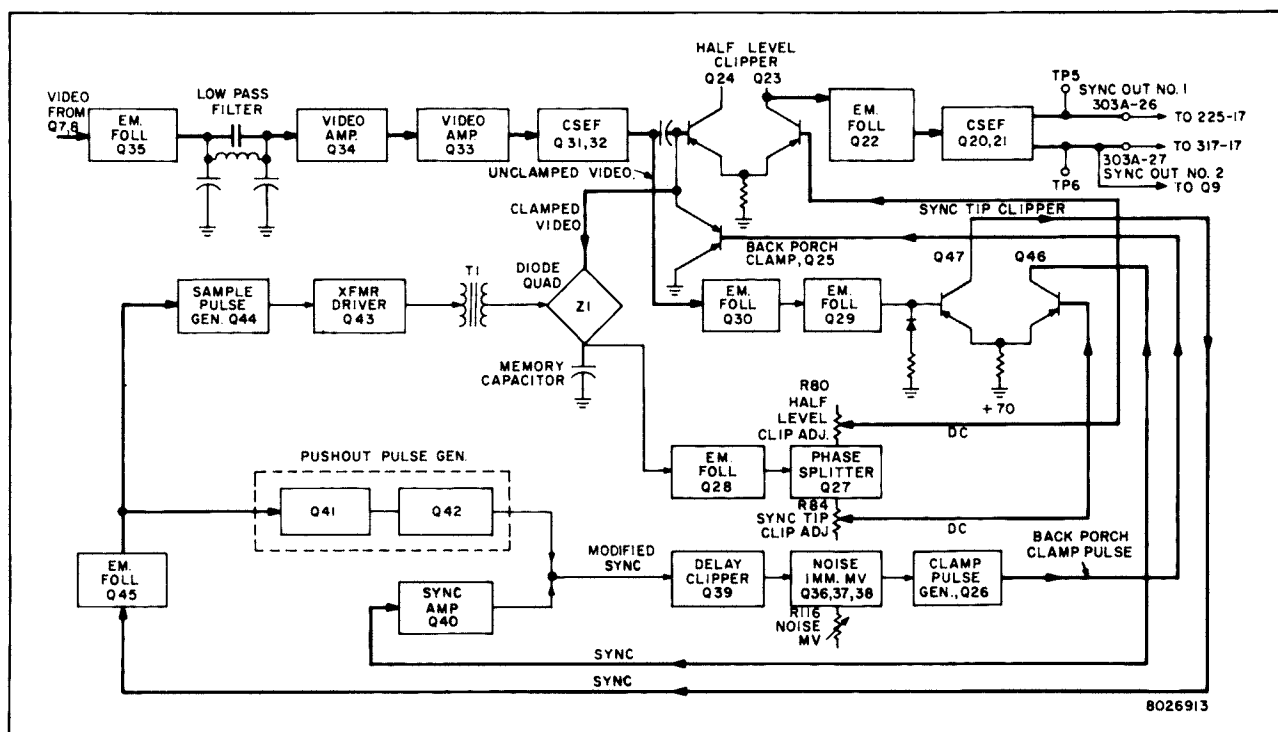 HALF LEVEL
CLIPPER
Q24 Q23
VIDEO
FROM
Q7,8
EM.
FOLL
Q35
LOW PASS
FILTER
VIDEO
AMP.
Q34
VIDEO
AMP.
Q33
CSEF
Q31,32
EM.
FOLL
Q22
CSEF
Q20,21
TP5
SYNC OUT NO. 1
303A-26
TO 225-17
TO 317-17
303A-27
SYNC OUT NO. 2
TP6
TO Q9
UNCLAMPED VIDEO
CLAMPED
VIDEO
SYNC TIP CLIPPER
BACK PORCH
CLAMP, Q25
Q47
Q46
SAMPLE
PULSE
GEN. Q44
XFMR
DRIVER
Q43
T1
DIODE
QUAD
Z1
EM.
FOLL
Q30
EM.
FOLL
Q29
MEMORY
CAPACITOR
+70
R80
HALF
LEVEL
CLIP ADJ.
DC
EM.
FOLL
Q28
PHASE
SPLITTER
Q27
R84
SYNC TIP
CLIP ADJ
DC
PUSHOUT PULSE GEN.
Q41
Q42
EM.
FOLL
Q45
SYNC
AMP
Q40
MODIFIED
SYNC
DELAY
CLIPPER
Q39
NOISE
IMM. MV
Q36,37,38
R116
NOISE
MV
CLAMP
PULSE
GEN., Q26
BACK PORCH
CLAMP PULSE
SYNC
SYNC
8026913